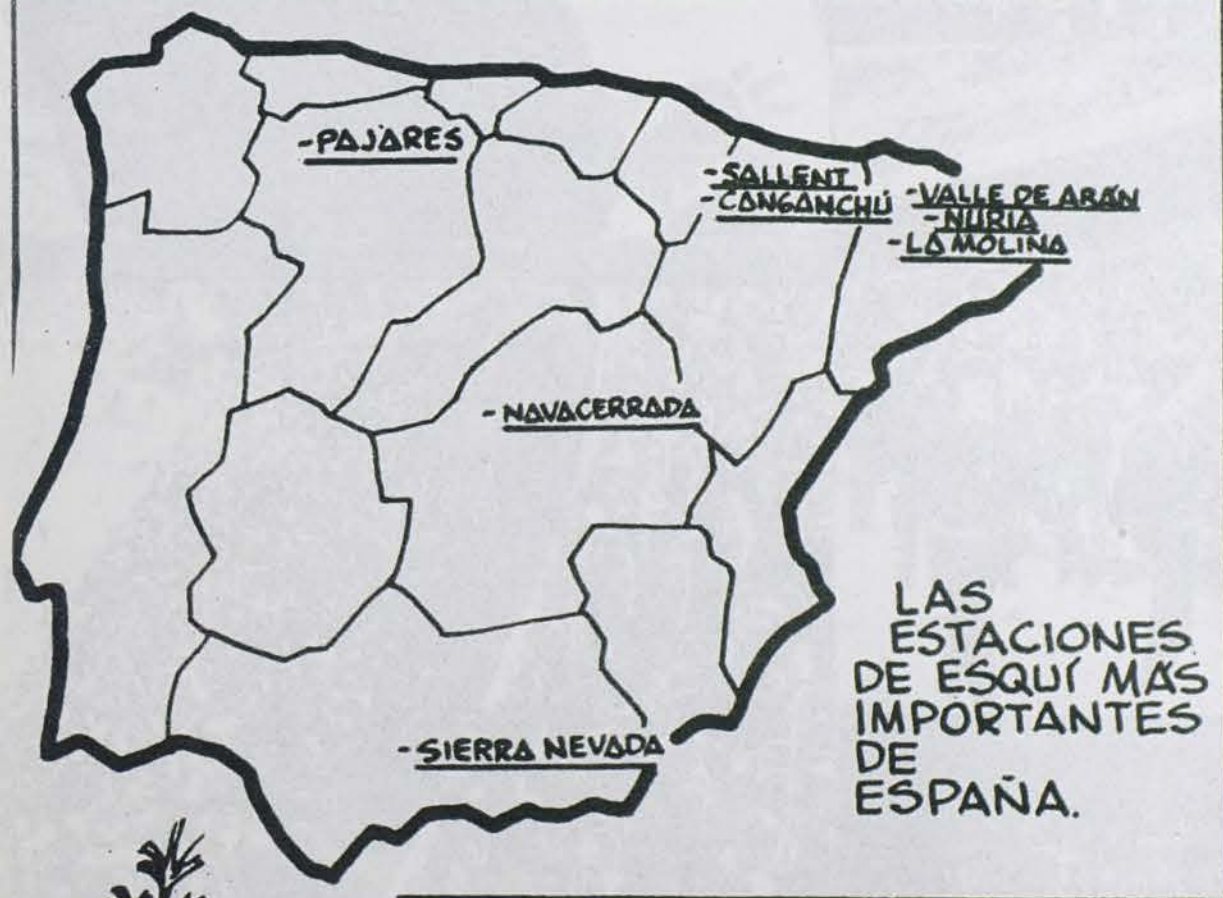 -PAJARES
-SALLENT
-CANGANCHÚ
-VALLE DE ARÁN
-NURIA
-LA MOLINA
-NAVACERRADA
-SIERRA NEVADA
LAS
ESTACIONES
DE ESQUÍ MÁS
IMPORTANTES
DE
ESPAÑA.